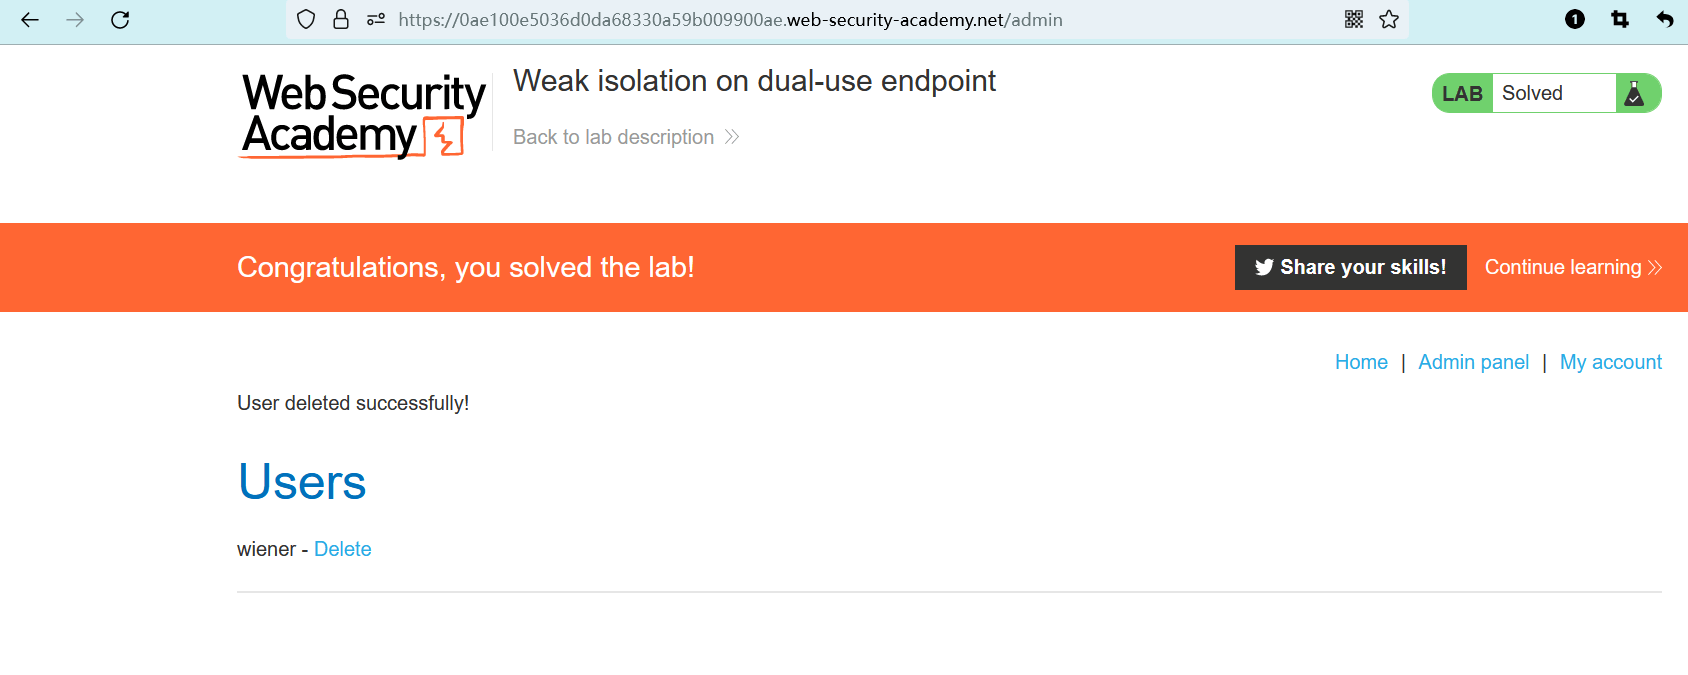 https://0ae100e5036d0da68330a59b009900ae.web-security-academy.net/admin
1
Web Security
Academy
Weak isolation on dual-use endpoint
Back to lab description
LAB Solved
Congratulations, you solved the lab!
Share your skills!
Continue learning
Home | Admin panel | My account
User deleted successfully!
Users
wiener - Delete